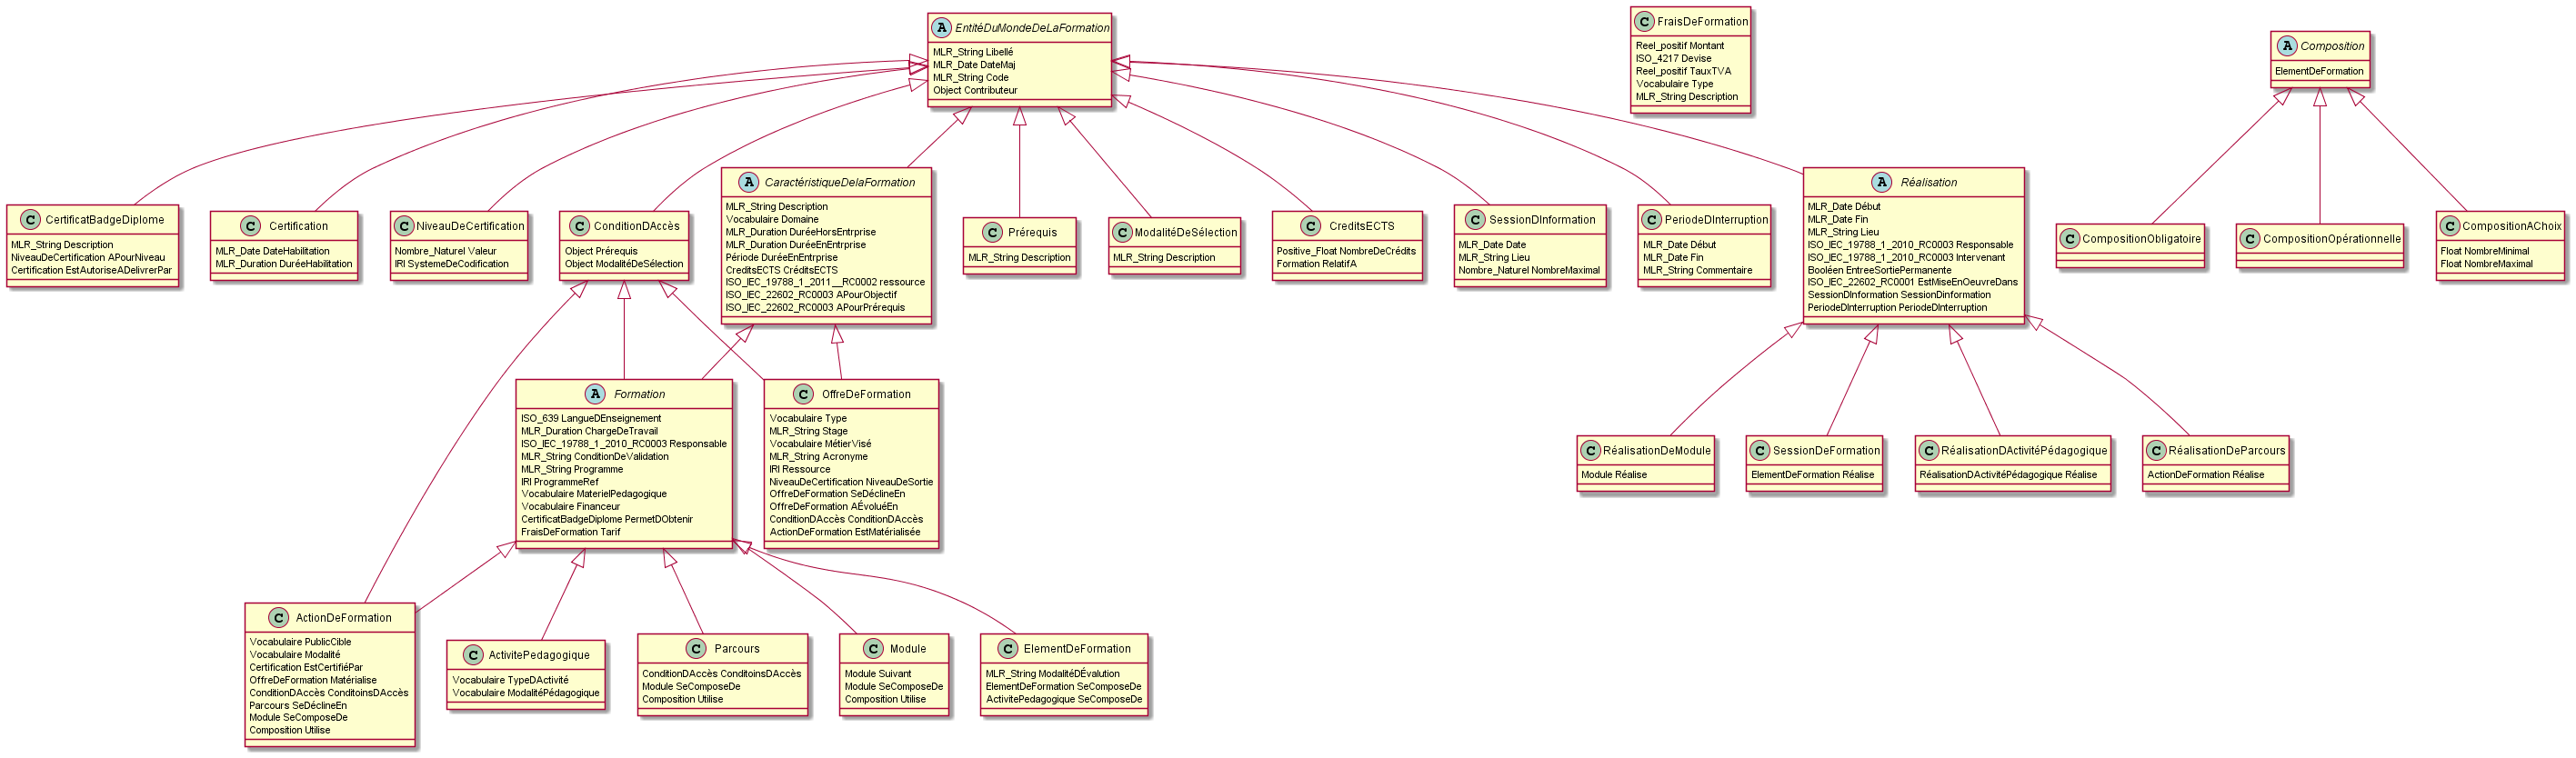 A EntitéDuMondeDeLaFormation
MLR_String Libellé
MLR_Date DateMaj
MLR_String Code
Object Contributeur
C FraisDeFormation
Reel_positif Montant
ISO_4217 Devise
Reel_positif TauxTVA
Vocabulaire Type
MLR_String Description
A Composition
ElementDeFormation
C CertificatBadgeDiplome
MLR_String Description
NiveauDeCertification APourNiveau
Certification EstAutoriseADelivrerPar
C Certification
MLR_Date DateHabilitation
MLR_Duration DuréeHabilitation
C NiveauDeCertification
Nombre_Naturel Valeur
IRI SystemeDeCodification
C ConditionDAccès
Object Prérequis
Object ModalitéDeSélection
A CaractéristiqueDelaFormation
MLR_String Description
Vocabulaire Domaine
MLR_Duration DuréeHorsEntrprise
MLR_Duration DuréeEnEntrprise
Période DuréeEnEntrprise
CreditsECTS CréditsECTS
ISO_IEC_19788_1_2011__RC0002 ressource
ISO_IEC_22602_RC0003 APourObjectif
ISO_IEC_22602_RC0003 APourPrérequis
C Prérequis
MLR_String Description
C ModalitéDeSélection
MLR_String Description
C CreditsECTS
Positive_Float NombreDeCrédits
Formation RelatifA
C SessionDInformation
MLR_Date Date
MLR_String Lieu
Nombre_Naturel NombreMaximal
C PeriodeDInterruption
MLR_Date Début
MLR_Date Fin
MLR_String Commentaire
A Réalisation
MLR_Date Début
MLR_Date Fin
MLR_String Lieu
ISO_IEC_19788_1_2010_RC0003 Responsable
ISO_IEC_19788_1_2010_RC0003 Intervenant
Booléen EntreeSortiePermanente
ISO_IEC_22602_RC0001 EstMiseEnOeuvreDans
SessionDInformation SessionDinformation
PeriodeDInterruption PeriodeDInterruption
C CompositionObligatoire
C CompositionOpérationnelle
C CompositionAChoix
Float NombreMinimal
Float NombreMaximal
A Formation
ISO_639 LangueDEnseignement
MLR_Duration ChargeDeTravail
ISO_IEC_19788_1_2010_RC0003 Responsable
MLR_String ConditionDeValidation
MLR_String Programme
IRI ProgrammeRef
Vocabulaire MaterielPedagogique
Vocabulaire Financeur
CertificatBadgeDiplome PermetDObtenir
FraisDeFormation Tarif
C OffreDeFormation
Vocabulaire Type
MLR_String Stage
Vocabulaire MétierVisé
MLR_String Acronyme
IRI Ressource
NiveauDeCertification NiveauDeSortie
OffreDeFormation SeDéclineEn
OffreDeFormation AÉvoluéEn
ConditionDAccès ConditionDAccès
ActionDeFormation EstMatérialisée
C RéalisationDeModule
Module Réalise
C SessionDeFormation
ElementDeFormation Réalise
C RéalisationDActivitéPédagogique
RéalisationDActivitéPédagogique Réalise
C RéalisationDeParcours
ActionDeFormation Réalise
C ActionDeFormation
Vocabulaire PublicCible
Vocabulaire Modalité
Certification EstCertifiéPar
OffreDeFormation Matérialise
ConditionDAccès ConditoinsDAccès
Parcours SeDéclineEn
Module SeComposeDe
Composition Utilise
C ActivitePedagogique
Vocabulaire TypeDActivité
Vocabulaire ModalitéPédagogique
C Parcours
ConditionDAccès ConditoinsDAccès
Module SeComposeDe
Composition Utilise
C Module
Module Suivant
Module SeComposeDe
Composition Utilise
C ElementDeFormation
MLR_String ModalitéDÉvalution
ElementDeFormation SeComposeDe
ActivitePedagogique SeComposeDe